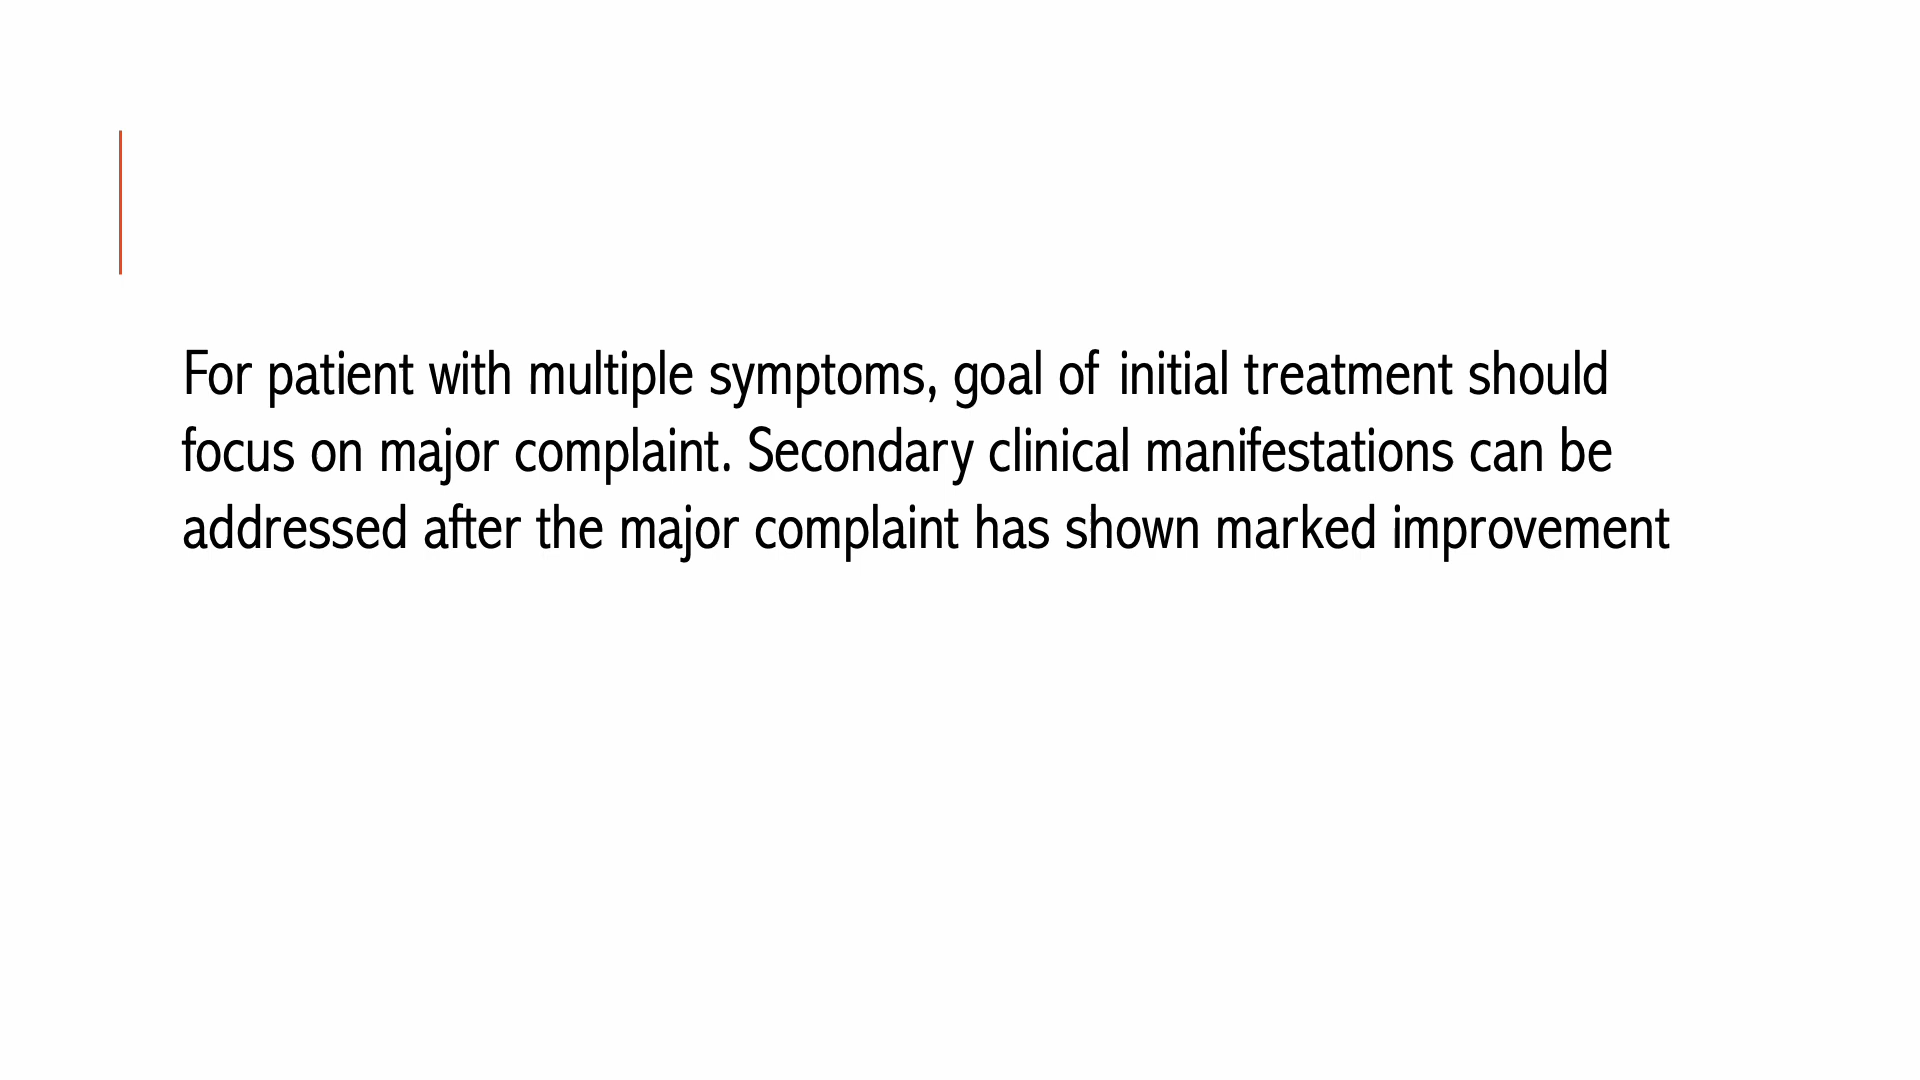 For patient with multiple symptoms, goal of initial treatment should
focus on major complaint. Secondary clinical manifestations can be
addressed after the major complaint has shown marked improvement